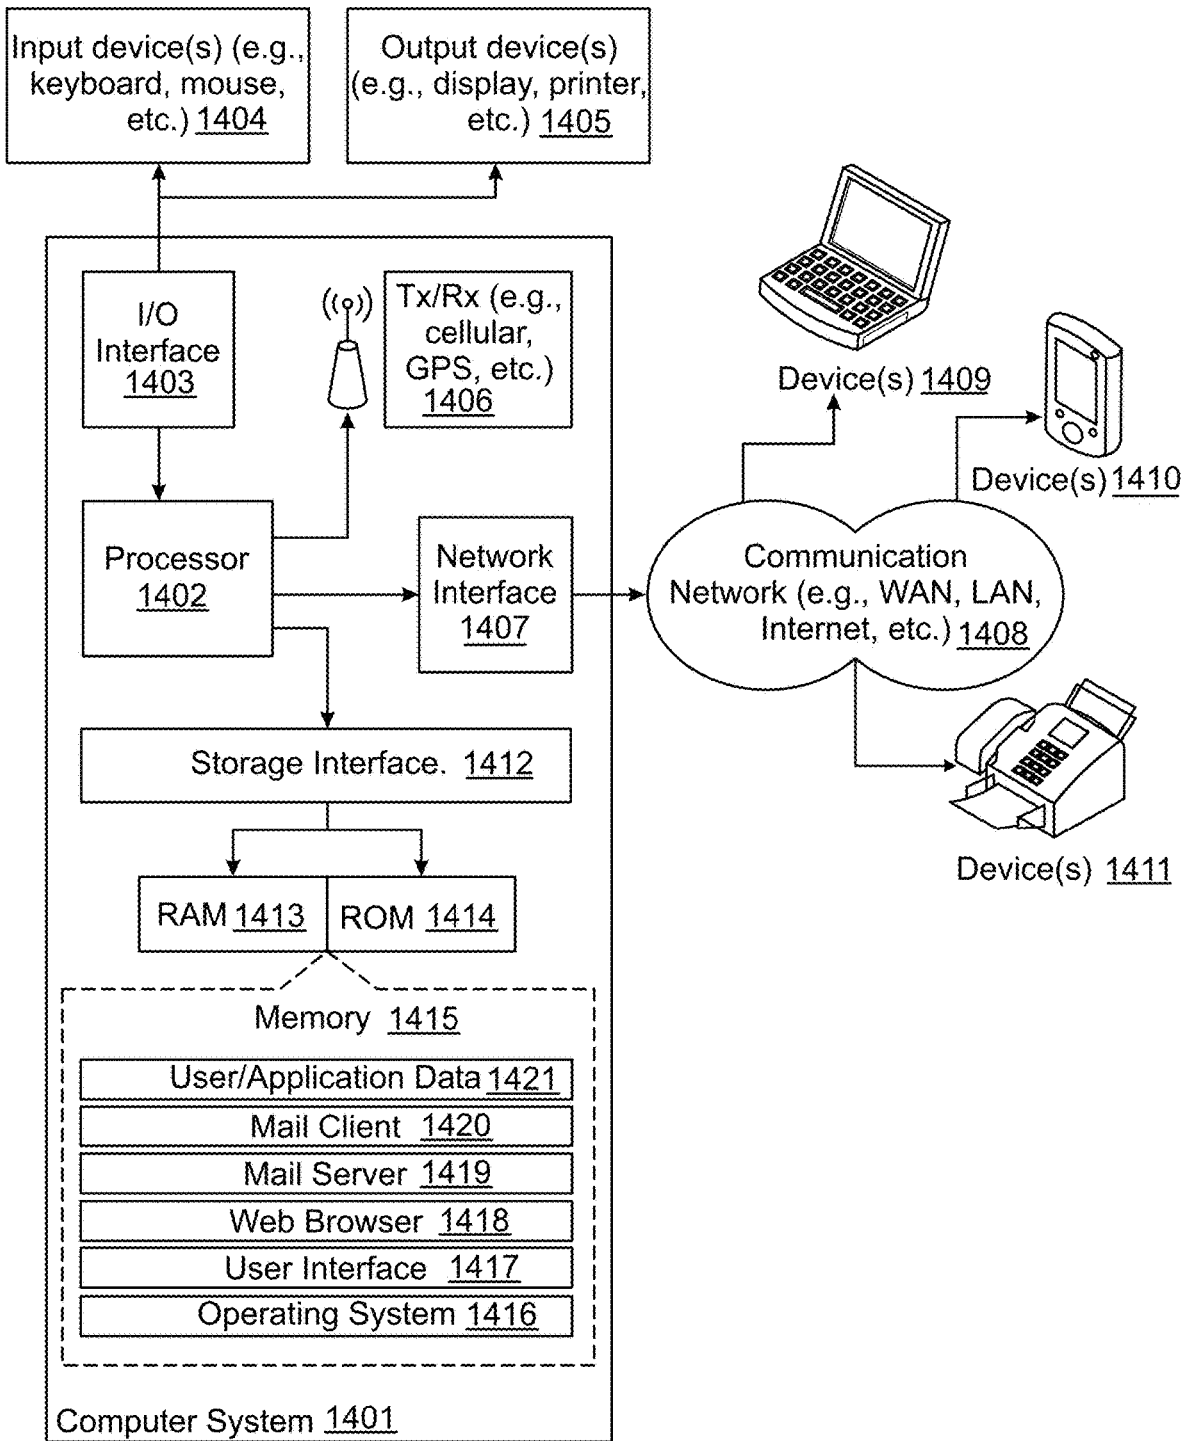 Input device(s) (e.g.,
keyboard, mouse,
etc.) 1404
Output device(s)
(e.g., display, printer,
etc.) 1405
I/O
Interface
1403
Tx/Rx (e.g.,
cellular,
GPS, etc.)
1406
Device(s) 1409
Device(s) 1410
Processor
1402
Network
Interface
1407
Communication
Network (e.g., WAN, LAN,
Internet, etc.) 1408
Storage Interface. 1412
Device(s) 1411
RAM 1413
ROM 1414
Memory 1415
User/Application Data 1421
Mail Client 1420
Mail Server 1419
Web Browser 1418
User Interface 1417
Operating System 1416
Computer System 1401